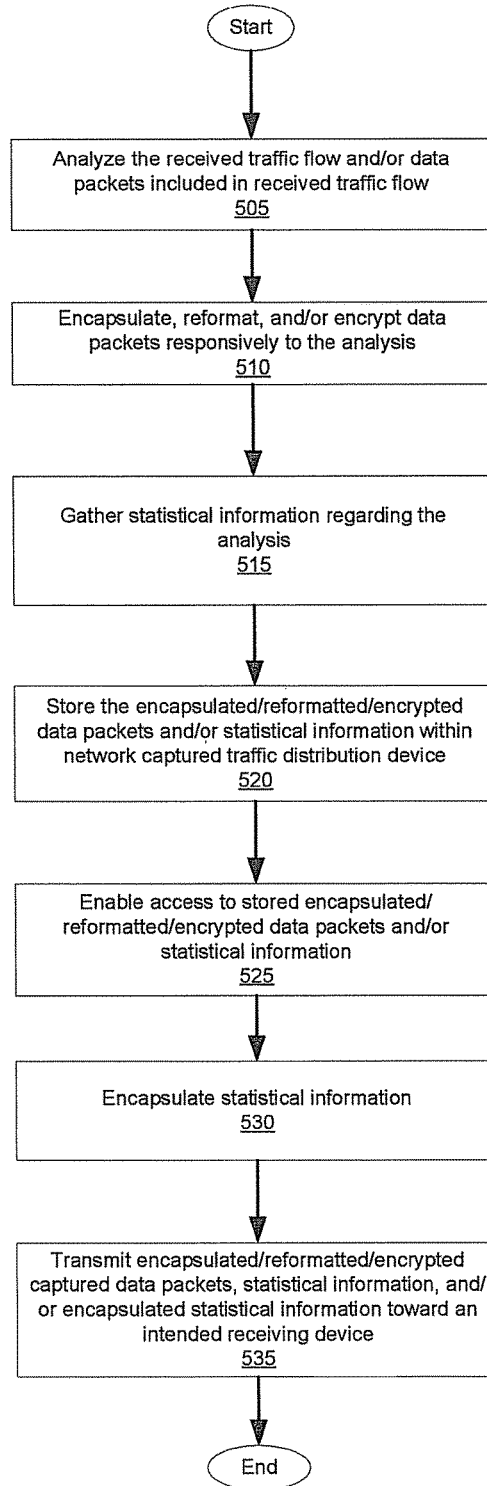 Start
Analyze the received traffic flow and/or data
packets included in received traffic flow
505
Encapsulate, reformat, and/or encrypt data
packets responsively to the analysis
510
Gather statistical information regarding the
analysis
515
Store the encapsulated/reformatted/encrypted
data packets and/or statistical information within
network captured traffic distribution device
520
Enable access to stored encapsulated/
reformatted/encrypted data packets and/or
statistical information
525
Encapsulate statistical information
530
Transmit encapsulated/reformatted/encrypted
captured data packets, statistical information, and/
or encapsulated statistical information toward an
intended receiving device
535
End